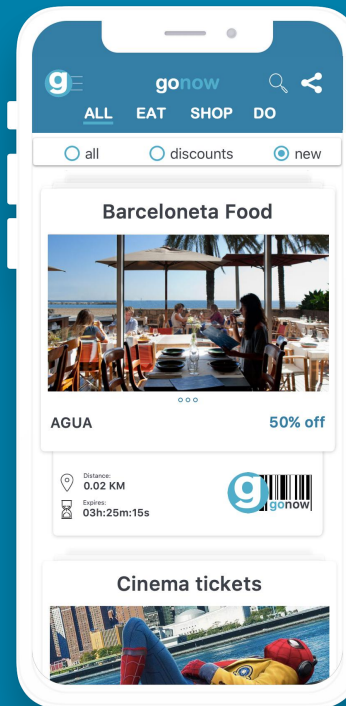 g
gonow
ALL EAT SHOP DO
all discounts new
Barceloneta Food
AGUA 50% off
Distance:
0.02 KM
Expires:
03h:25m:15s
g gonow
Cinema tickets